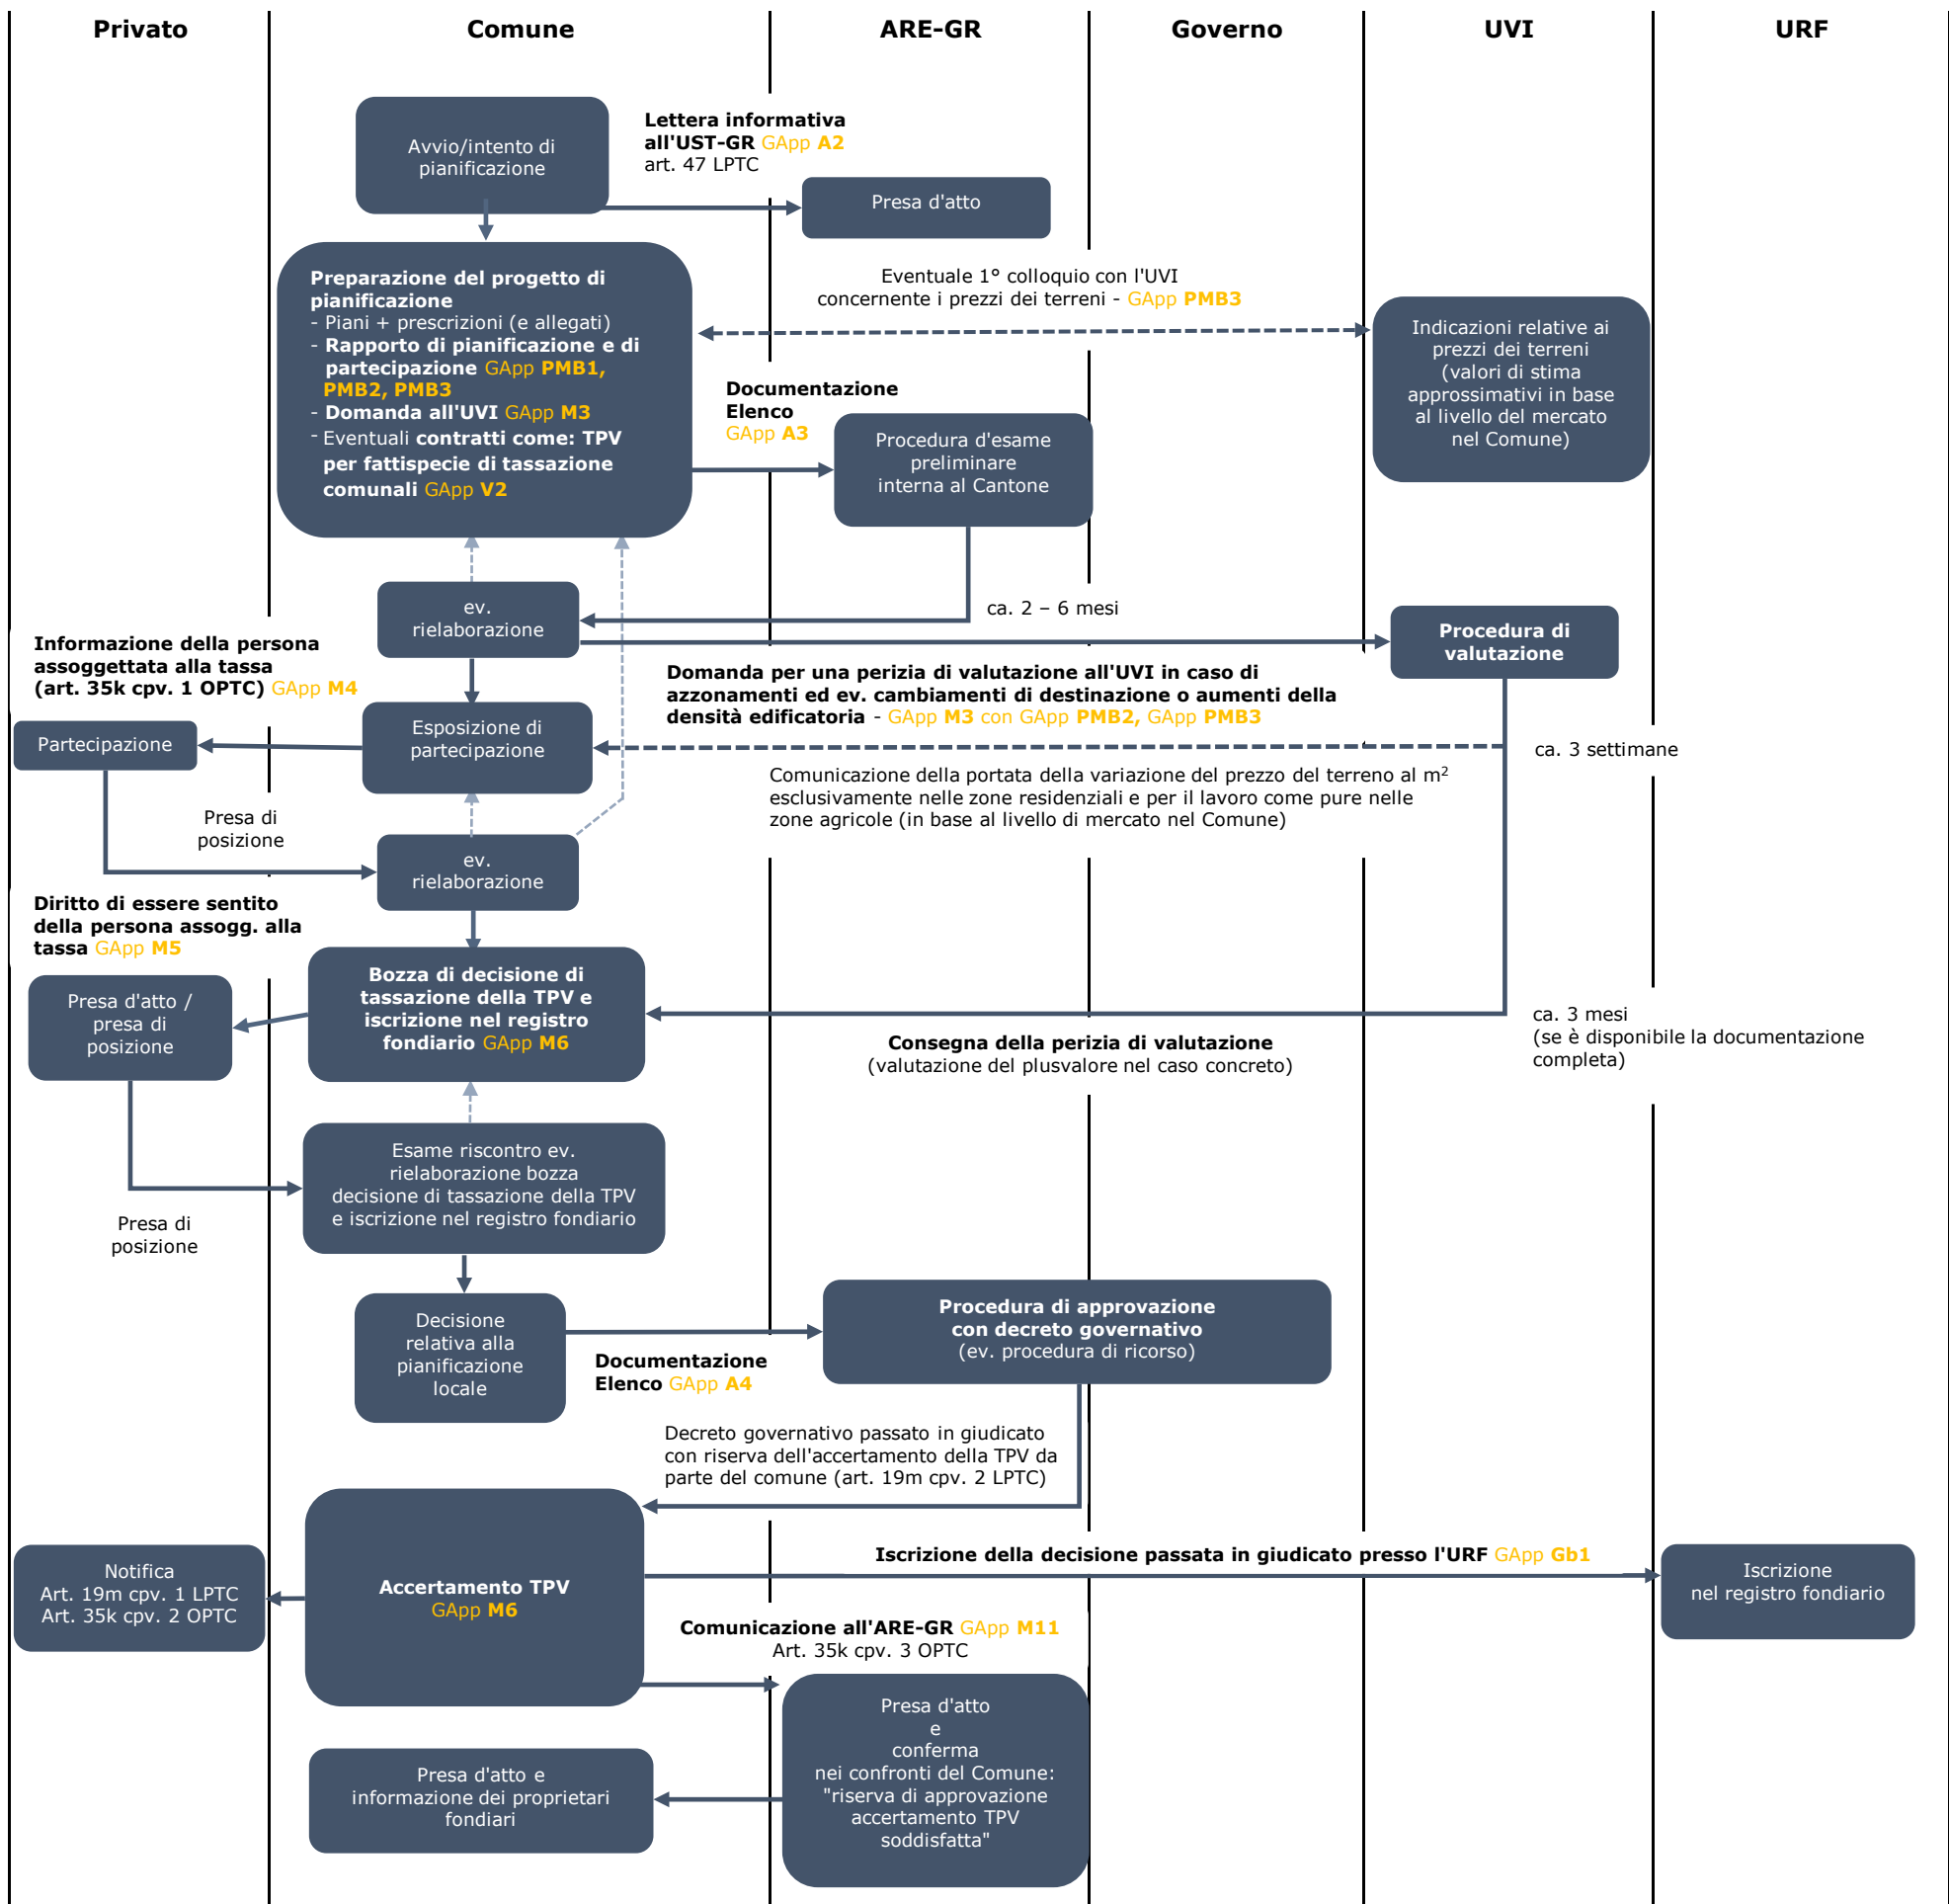 Privato
Comune
ARE-GR
Governo
UVI
URF
Avvio/intento di
pianificazione
Lettera informativa
all'UST-GR GApp A2
art. 47 LPTC
Presa d'atto
Preparazione del progetto di
pianificazione
- Piani + prescrizioni (e allegati)
- Rapporto di pianificazione e di
partecipazione GApp PMB1,
PMB2, PMB3
- Domanda all'UVI GApp M3
- Eventuali contratti come: TPV
per fattispecie di tassazione
comunali GApp V2
Eventuale 1° colloquio con l'UVI
concernente i prezzi dei terreni - GApp PMB3
Indicazioni relative ai
prezzi dei terreni
(valori di stima
approssimativi in base
al livello del mercato
nel Comune)
Documentazione
Elenco
GApp A3
Procedura d'esame
preliminare
interna al Cantone
ev.
rielaborazione
ca. 2 – 6 mesi
Procedura di
valutazione
Informazione della persona
assoggettata alla tassa
(art. 35k cpv. 1 OPTC) GApp M4
Domanda per una perizia di valutazione all'UVI in caso di
azzonamenti ed ev. cambiamenti di destinazione o aumenti della
densità edificatoria - GApp M3 con GApp PMB2, GApp PMB3
Partecipazione
Esposizione di
partecipazione
ca. 3 settimane
Comunicazione della portata della variazione del prezzo del terreno al m²
esclusivamente nelle zone residenziali e per il lavoro come pure nelle
zone agricole (in base al livello di mercato nel Comune)
Presa di
posizione
ev.
rielaborazione
Diritto di essere sentito
della persona assogg. alla
tassa GApp M5
Presa d'atto /
presa di
posizione
Bozza di decisione di
tassazione della TPV e
iscrizione nel registro
fondiario GApp M6
Consegna della perizia di valutazione
(valutazione del plusvalore nel caso concreto)
ca. 3 mesi
(se è disponibile la documentazione
completa)
Esame riscontro ev.
rielaborazione bozza
decisione di tassazione della TPV
e iscrizione nel registro fondiario
Presa di
posizione
Decisione
relativa alla
pianificazione
locale
Documentazione
Elenco GApp A4
Procedura di approvazione
con decreto governativo
(ev. procedura di ricorso)
Decreto governativo passato in giudicato
con riserva dell'accertamento della TPV da
parte del comune (art. 19m cpv. 2 LPTC)
Notifica
Art. 19m cpv. 1 LPTC
Art. 35k cpv. 2 OPTC
Accertamento TPV
GApp M6
Iscrizione della decisione passata in giudicato presso l'URF GApp Gb1
Iscrizione
nel registro fondiario
Comunicazione all'ARE-GR GApp M11
Art. 35k cpv. 3 OPTC
Presa d'atto
e
conferma
nei confronti del Comune:
"riserva di approvazione
accertamento TPV
soddisfatta"
Presa d'atto e
informazione dei proprietari
fondiari